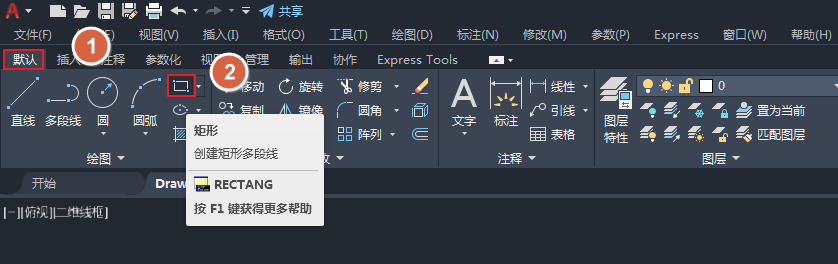 A 共享
文件(F) 视图(V) 插入(I) 格式(O) 工具(T) 绘图(D) 标注(N) 修改(M) 参数(P) Express 窗口(W) 帮助(H)
1
默认 插入 注释 参数化 管理 输出 协作 Express Tools
2
直线 多段线 圆 圆弧 移动 旋转 修剪 A 文字 标注 线性 图层特性 0
复制 镜像 圆角 引线 置为当前
阵列 表格 匹配图层
绘图 注释 图层
矩形
创建矩形多段线
RECTANG
按 F1 键获得更多帮助
开始 Draw
[−][俯视][二维线框]